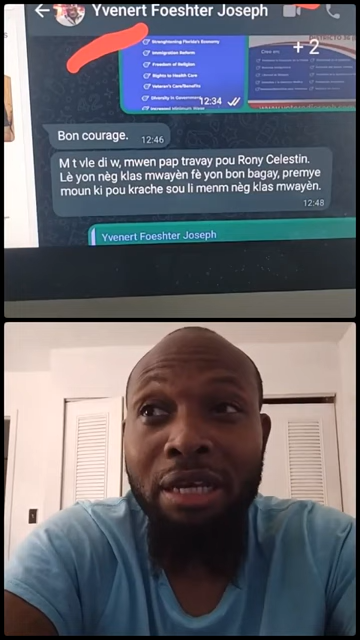 Yvenert Foeshter Joseph
Strengthening Florida's Economy
Immigration Reform
Freedom of Religion
Rights to Health Care
Veteran's Care/Benefits
Diversity in Government
Increased Minimum Wage
12:34
+ 2
Bon courage. 12:46
M t vle di w, mwen pap travay pou Rony Celestin.
Lè yon nèg klas mwayèn fè yon bon bagay, premye
moun ki pou krache sou li menm nèg klas mwayèn.
12:48
Yvenert Foeshter Joseph